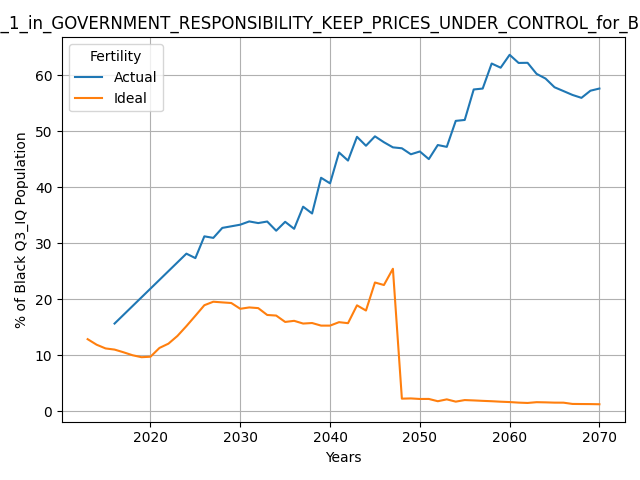 _1_in_GOVERNMENT_RESPONSIBILITY_KEEP_PRICES_UNDER_CONTROL_for_B
Fertility
Actual
Ideal
% of Black Q3_IQ Population
60
50
40
30
20
10
0
2020 2030 2040 2050 2060 2070
Years